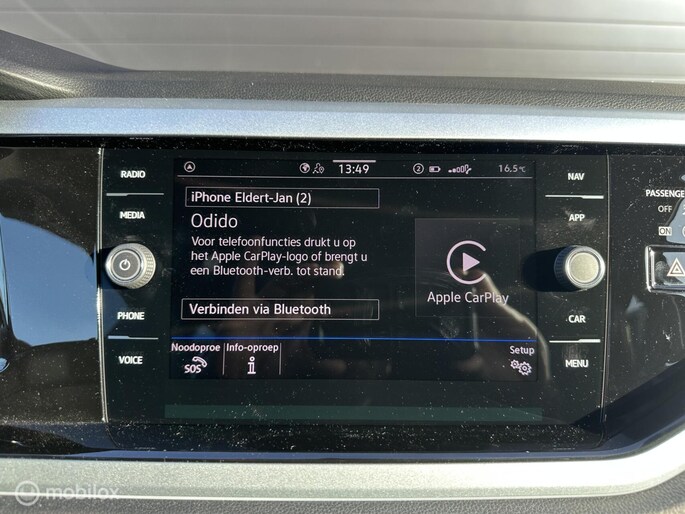 RADIO
MEDIA
PHONE
VOICE
13:49
2
16.5°C
iPhone Eldert-Jan (2)
Odido
Voor telefoonfuncties drukt u op
het Apple CarPlay-logo of brengt u
een Bluetooth-verb. tot stand.
Verbinden via Bluetooth
Apple CarPlay
Noodoproe
SOS
Info-oproep
i
Setup
NAV
APP
CAR
MENU
PASSENGE
OFF
ON
© mobilox